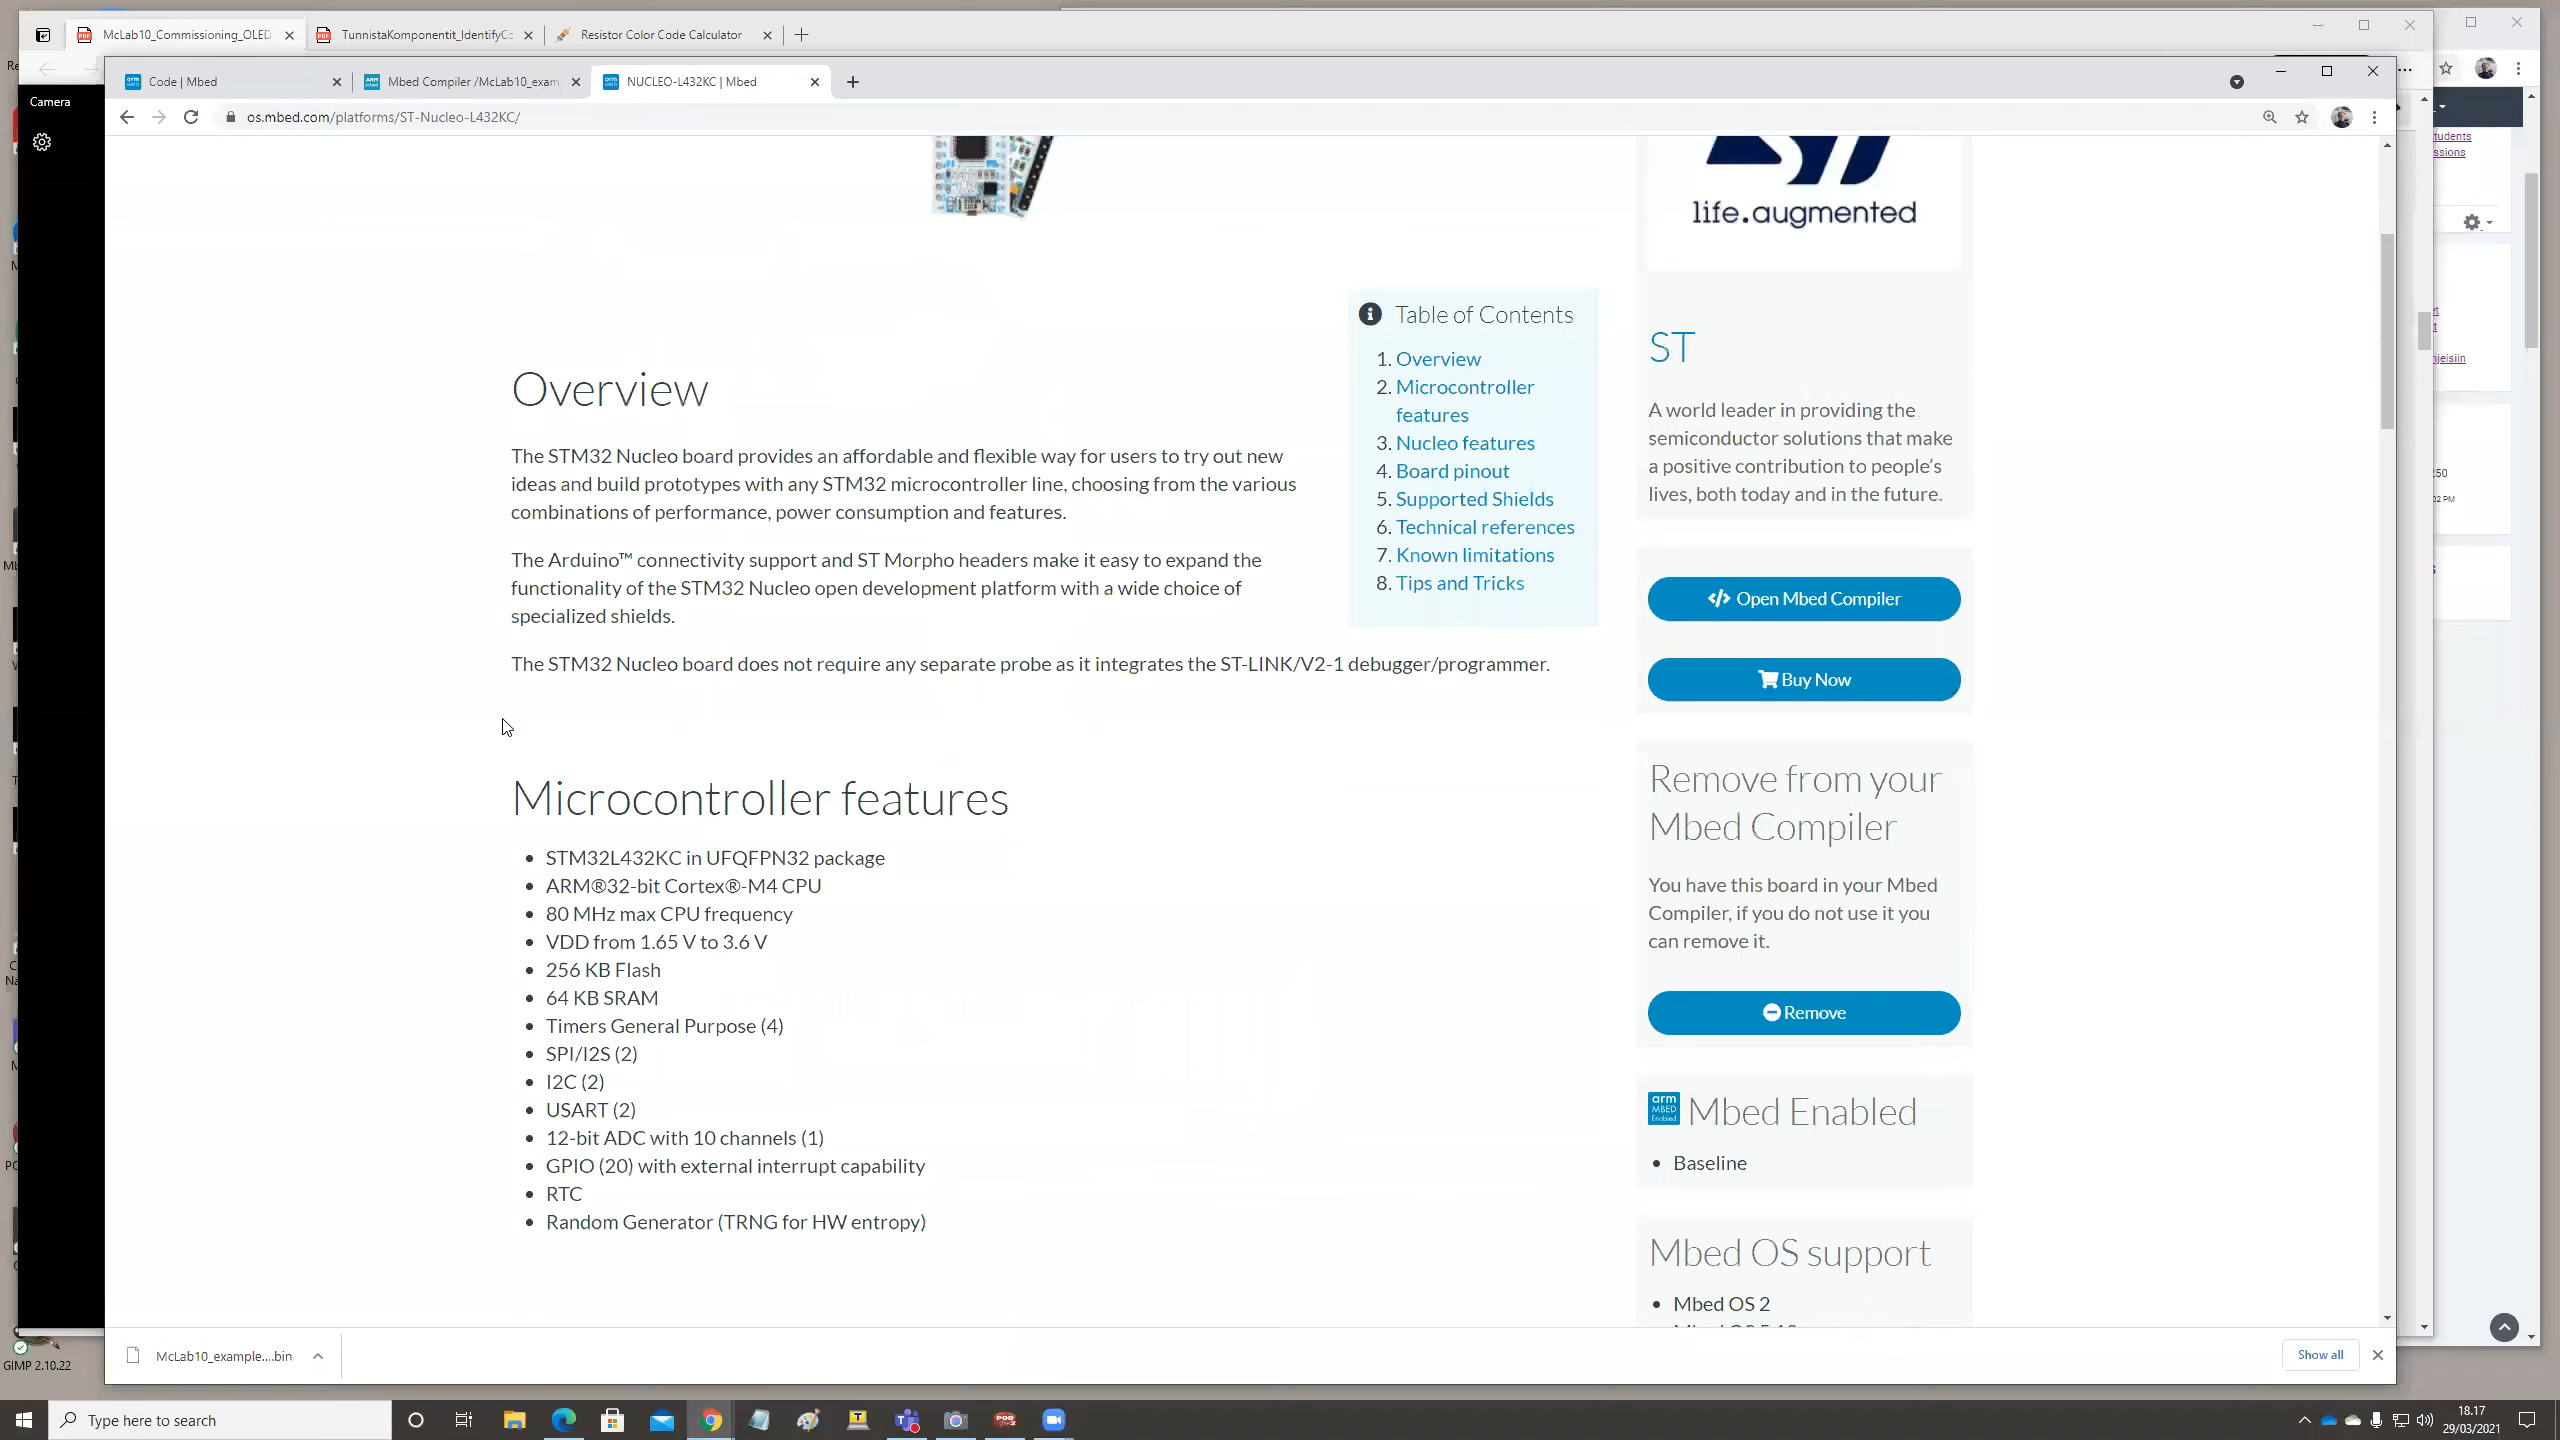 McLab10_Commissioning_OLED
TunnistaKomponentit_IdentifyCo
Resistor Color Code Calculator
Camera
Code | Mbed
Mbed Compiler /McLab10_exam
NUCLEO-L432KC | Mbed
os.mbed.com/platforms/ST-Nucleo-L432KC/
life.augmented
Table of Contents
1. Overview
2. Microcontroller
features
3. Nucleo features
4. Board pinout
5. Supported Shields
6. Technical references
7. Known limitations
8. Tips and Tricks
Overview
The STM32 Nucleo board provides an affordable and flexible way for users to try out new
ideas and build prototypes with any STM32 microcontroller line, choosing from the various
combinations of performance, power consumption and features.
The Arduino™ connectivity support and ST Morpho headers make it easy to expand the
functionality of the STM32 Nucleo open development platform with a wide choice of
specialized shields.
The STM32 Nucleo board does not require any separate probe as it integrates the ST-LINK/V2-1 debugger/programmer.
Microcontroller features
• STM32L432KC in UFQFPN32 package
• ARM®32-bit Cortex®-M4 CPU
• 80 MHz max CPU frequency
• VDD from 1.65 V to 3.6 V
• 256 KB Flash
• 64 KB SRAM
• Timers General Purpose (4)
• SPI/I2S (2)
• I2C (2)
• USART (2)
• 12-bit ADC with 10 channels (1)
• GPIO (20) with external interrupt capability
• RTC
• Random Generator (TRNG for HW entropy)
ST
A world leader in providing the
semiconductor solutions that make
a positive contribution to people's
lives, both today and in the future.
Open Mbed Compiler
Buy Now
Remove from your
Mbed Compiler
You have this board in your Mbed
Compiler, if you do not use it you
can remove it.
Remove
arm
MBED
Enabled
Mbed Enabled
• Baseline
Mbed OS support
• Mbed OS 2
tudents
ssions
jeisiin
:50
02 PM
McLab10_example....bin
Show all
GIMP 2.10.22
Type here to search
18.17
29/03/2021